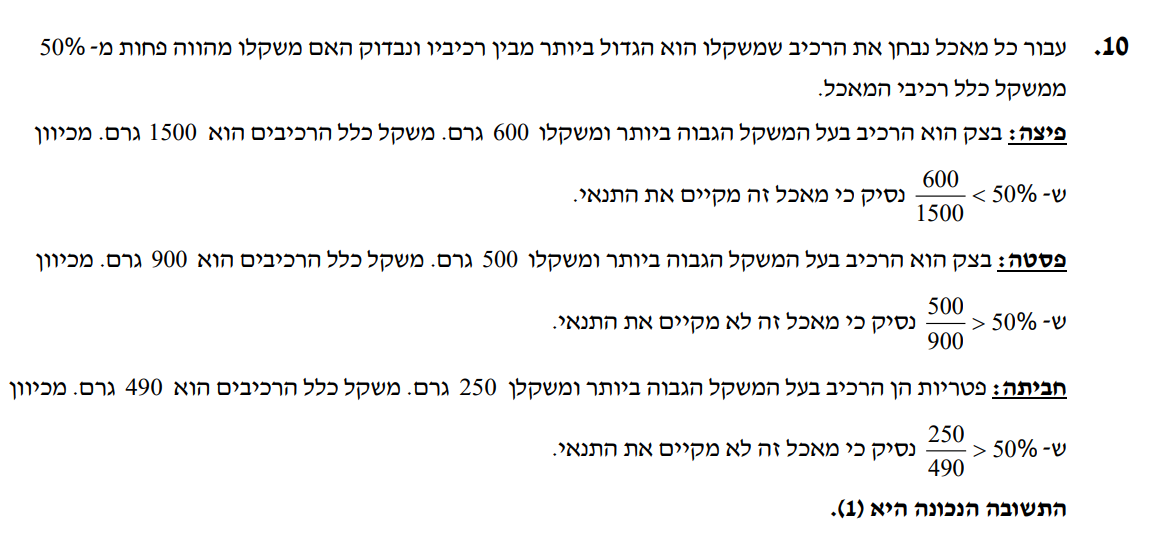 10. עבור כל מאכל נבחן את הרכיב שמשקלו הוא הגדול ביותר מבין רכיביו ונבדוק האם משקלו מהווה פחות מ- 50%
ממשקל כלל רכיבי המאכל.
פיצה: בצק הוא הרכיב בעל המשקל הגבוה ביותר ומשקלו 600 גרם. משקל כלל הרכיבים הוא 1500 גרם. מכיוון
ש- 600/1500 < 50% נסיק כי מאכל זה מקיים את התנאי.
פסטה: בצק הוא הרכיב בעל המשקל הגבוה ביותר ומשקלו 500 גרם. משקל כלל הרכיבים הוא 900 גרם. מכיוון
ש- 500/900 > 50% נסיק כי מאכל זה לא מקיים את התנאי.
חביתה: פטריות הן הרכיב בעל המשקל הגבוה ביותר ומשקלן 250 גרם. משקל כלל הרכיבים הוא 490 גרם. מכיוון
ש- 250/490 > 50% נסיק כי מאכל זה לא מקיים את התנאי.
התשובה הנכונה היא (1).